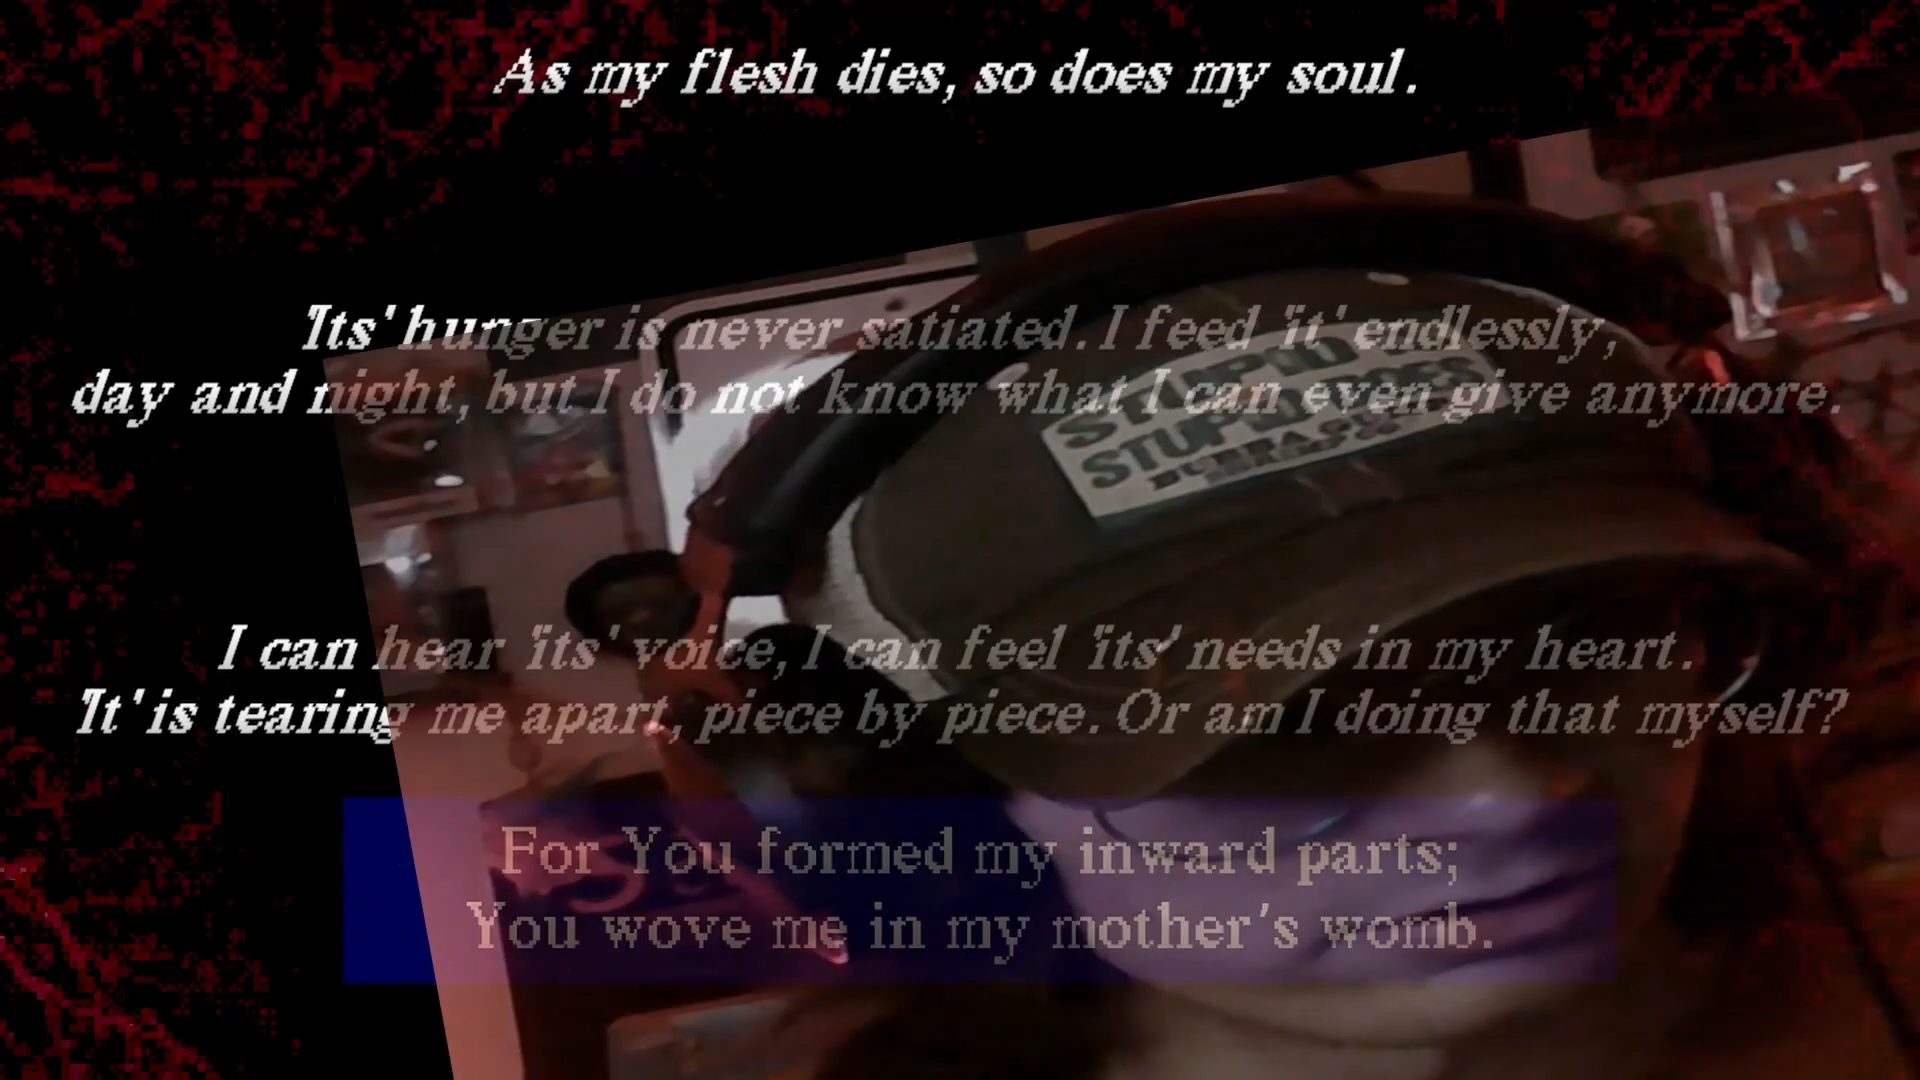 As my flesh dies, so does my soul.
'Its' hunger is never satiated. I feed 'it' endlessly,
day and night, but I do not know what I can even give anymore.
STUPID
STUPID
I can hear 'its' voice, I can feel 'its' needs in my heart.
'It' is tearing me apart, piece by piece. Or am I doing that myself?
For You formed my inward parts;
You wove me in my mother's womb.